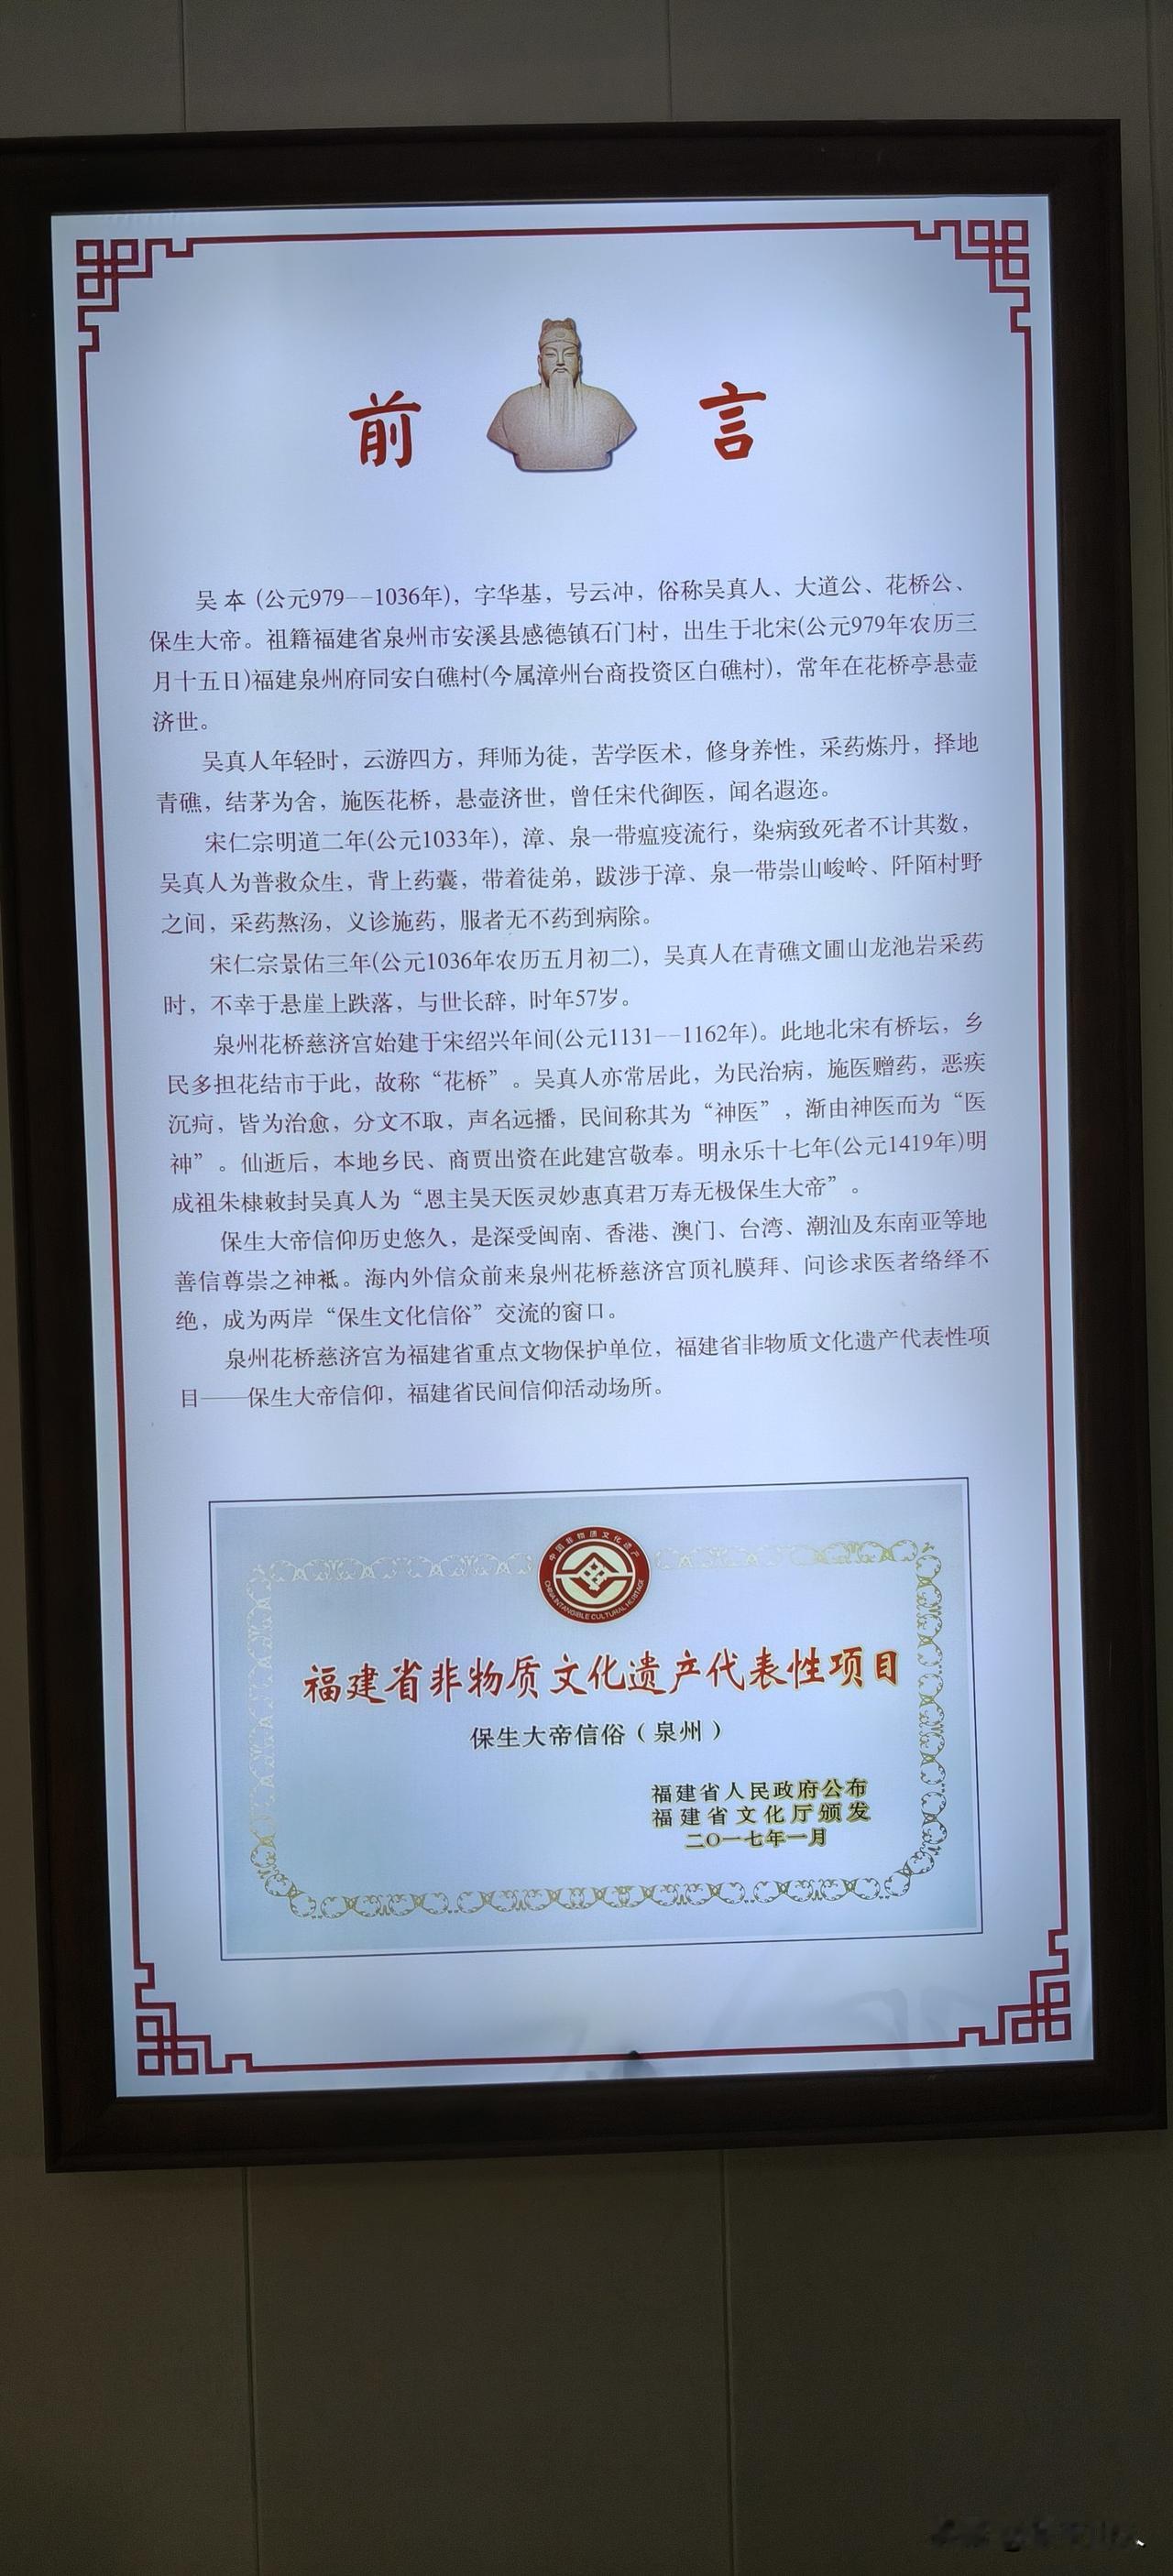 前 言
吴 本 (公元979--1036年)，字华基，号云冲，俗称吴真人、大道公、花桥公、
保生大帝。祖籍福建省泉州市安溪县感德镇石门村，出生于北宋(公元979年农历三
月十五日)福建泉州府同安白礁村(今属漳州台商投资区白礁村)，常年在花桥亭悬壶
济世。
吴真人年轻时，云游四方，拜师为徒，苦学医术，修身养性，采药炼丹，择地
青礁，结茅为舍，施医花桥，悬壶济世，曾任宋代御医，闻名遐迩。
宋仁宗明道二年(公元1033年)，漳、泉一带瘟疫流行，染病致死者不计其数，
吴真人为普救众生，背上药囊，带着徒弟，跋涉于漳、泉一带崇山峻岭、阡陌村野
之间，采药熬汤，义诊施药，服者无不药到病除。
宋仁宗景佑三年(公元1036年农历五月初二)，吴真人在青礁文圃山龙池岩采药
时，不幸于悬崖上跌落，与世长辞，时年57岁。
泉州花桥慈济宫始建于宋绍兴年间(公元1131--1162年)。此地北宋有桥坛，乡
民多担花结市于此，故称“花桥”。吴真人亦常居此，为民治病，施医赠药，恶疾
沉疴，皆为治愈，分文不取，声名远播，民间称其为“神医”，渐由神医而为“医
神”。仙逝后，本地乡民、商贾出资在此建宫敬奉。明永乐十七年(公元1419年)明
成祖朱棣敕封吴真人为“恩主昊天医灵妙惠真君万寿无极保生大帝”。
保生大帝信仰历史悠久，是深受闽南、香港、澳门、台湾、潮汕及东南亚等地
善信尊崇之神祗。海内外信众前来泉州花桥慈济宫顶礼膜拜、问诊求医者络绎不
绝，成为两岸“保生文化信俗”交流的窗口。
泉州花桥慈济宫为福建省重点文物保护单位，福建省非物质文化遗产代表性项
目——保生大帝信仰，福建省民间信仰活动场所。
中国非物质文化遗产
CHINA INTANGIBLE CULTURAL HERITAGE
福建省非物质文化遗产代表性项目
保生大帝信俗（泉州）
福建省人民政府公布
福建省文化厅颁发
二〇一七年一月